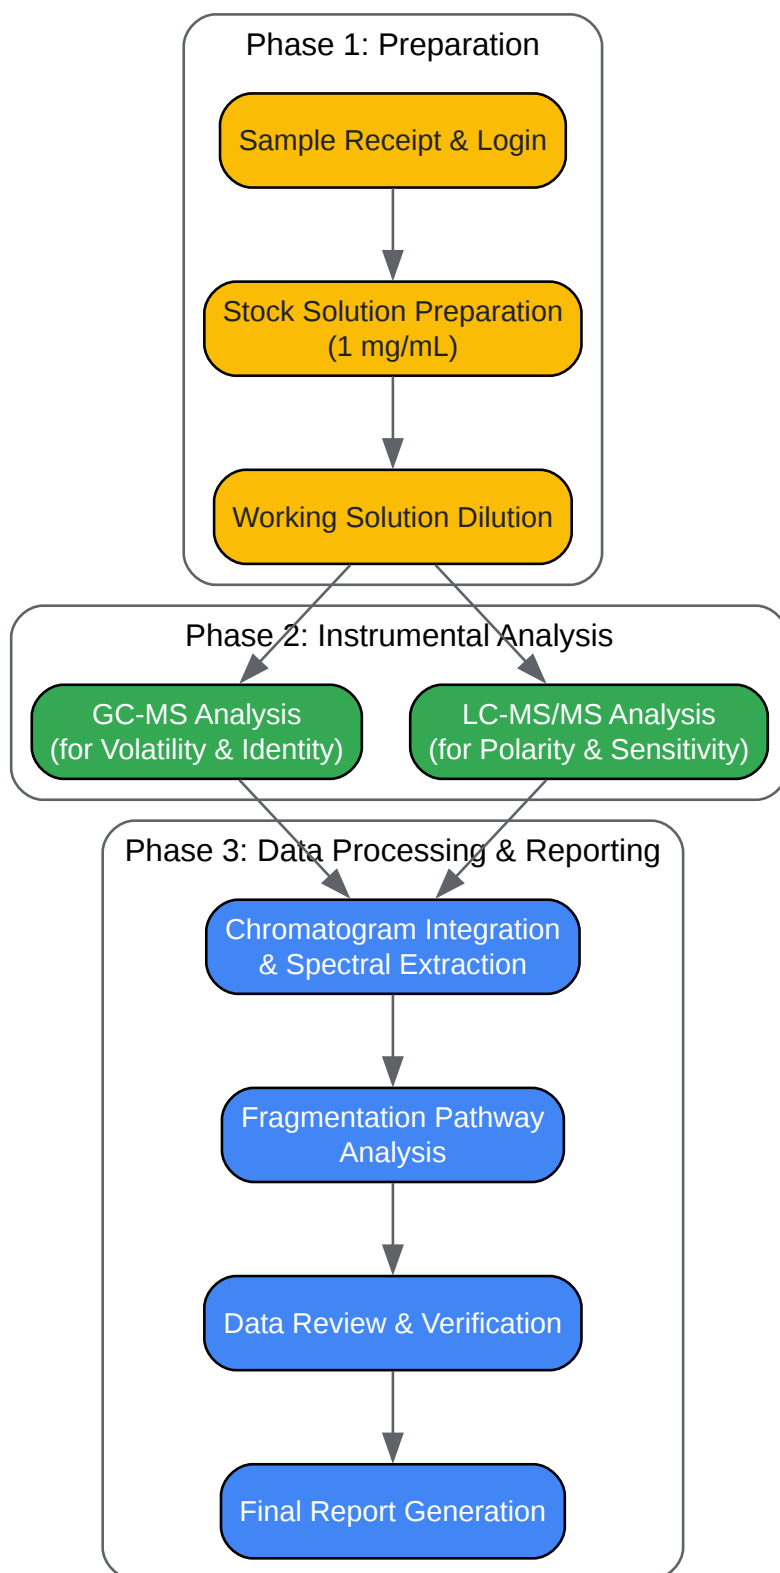 Phase 1: Preparation
Sample Receipt & Login
Stock Solution Preparation
(1 mg/mL)
Working Solution Dilution
Phase 2: Instrumental Analysis
GC-MS Analysis
(for Volatility & Identity)
LC-MS/MS Analysis
(for Polarity & Sensitivity)
Phase 3: Data Processing & Reporting
Chromatogram Integration
& Spectral Extraction
Fragmentation Pathway
Analysis
Data Review & Verification
Final Report Generation